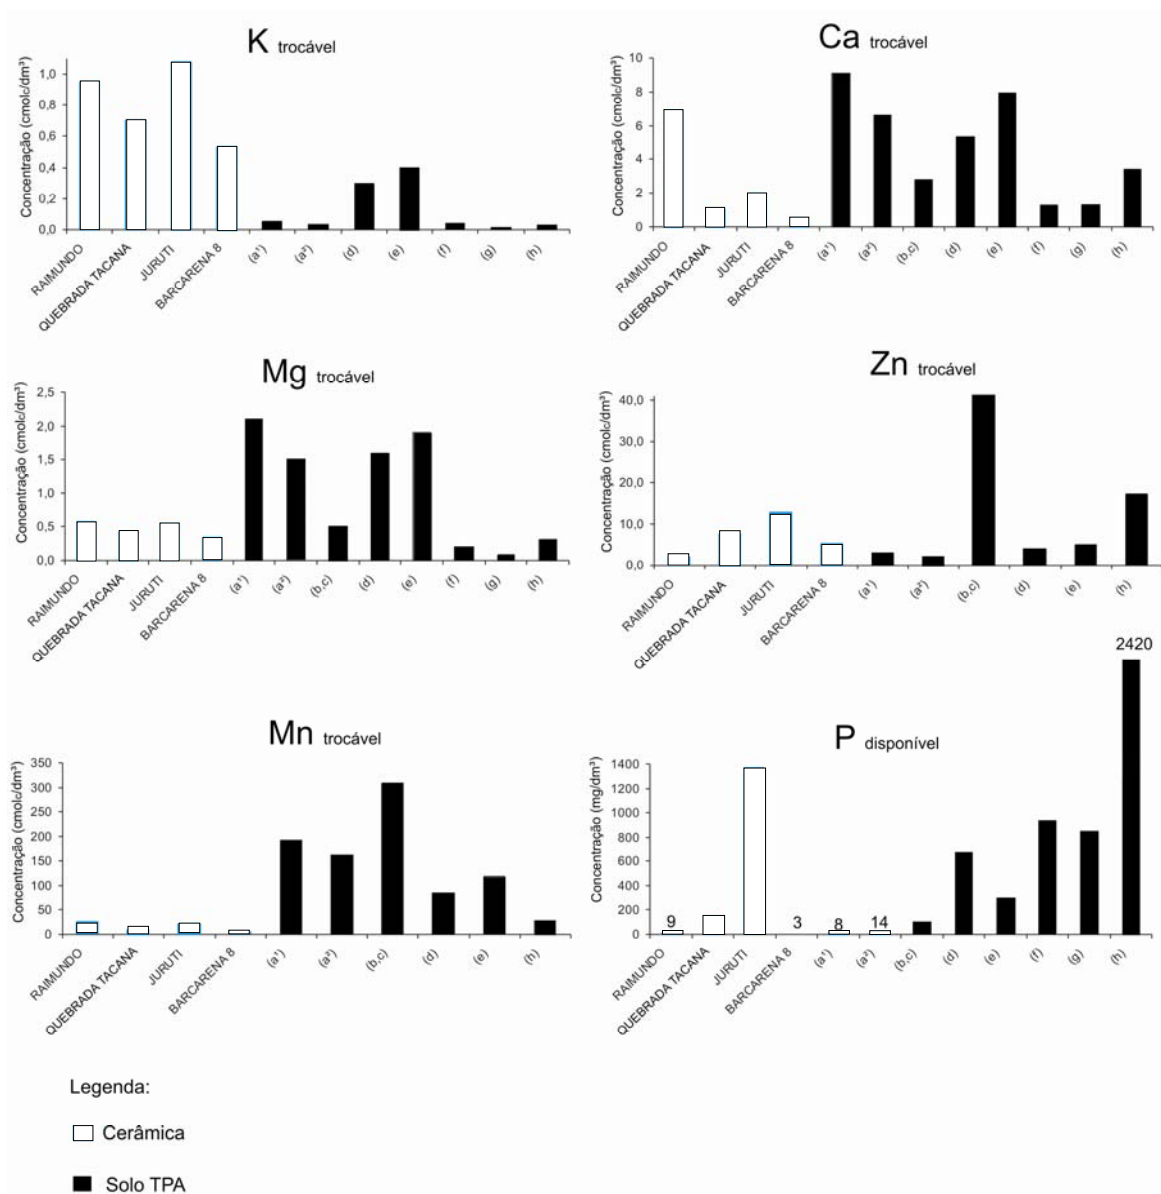 K trocável
Concentração (cmolc/dm³)
1,0
0,8
0,6
0,4
0,2
0,0
RAIMUNDO
QUEBRADA TACANA
JURUTI
BARCARENA 8
(a¹)
(a²)
(d)
(e)
(f)
(g)
(h)
Ca trocável
Concentração (cmolc/dm³)
10
8
6
4
2
0
RAIMUNDO
QUEBRADA TACANA
JURUTI
BARCARENA 8
(a¹)
(a²)
(b,c)
(d)
(e)
(f)
(g)
(h)
Mg trocável
Concentração (cmolc/dm³)
2,5
2,0
1,5
1,0
0,5
0,0
RAIMUNDO
QUEBRADA TACANA
JURUTI
BARCARENA 8
(a¹)
(a²)
(b,c)
(d)
(e)
(f)
(g)
(h)
Zn trocável
Concentração (cmolc/dm³)
40,0
30,0
20,0
10,0
0,0
RAIMUNDO
QUEBRADA TACANA
JURUTI
BARCARENA 8
(a¹)
(a²)
(b,c)
(d)
(e)
(h)
Mn trocável
Concentração (cmolc/dm³)
350
300
250
200
150
100
50
0
RAIMUNDO
QUEBRADA TACANA
JURUTI
BARCARENA 8
(a¹)
(a²)
(b,c)
(d)
(e)
(h)
P disponível
Concentração (mg/dm³)
1400
1200
1000
800
600
400
200
0
9
3
8
14
2420
RAIMUNDO
QUEBRADA TACANA
JURUTI
BARCARENA 8
(a¹)
(a²)
(b,c)
(d)
(e)
(f)
(g)
(h)
Legenda:
Cerâmica
Solo TPA